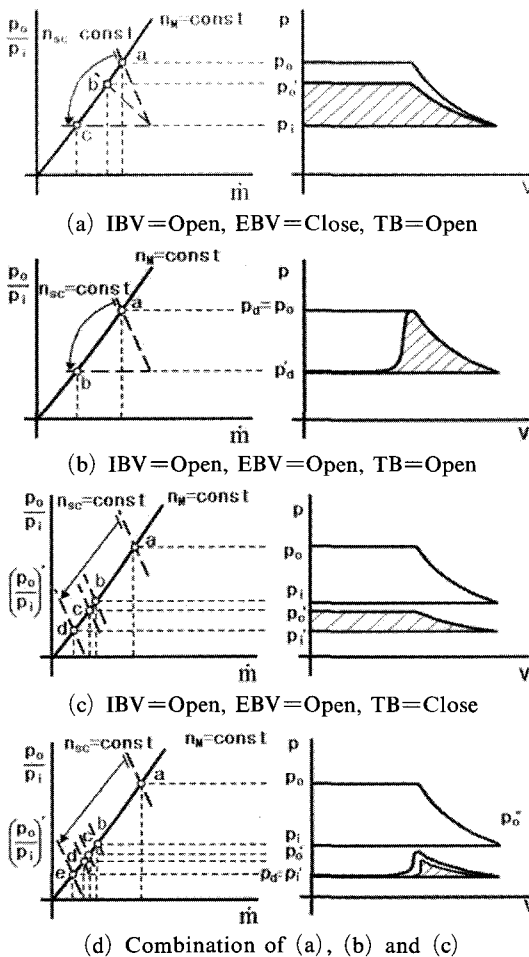 p_o/p_i n_sc const n_M=const
a
b
c
ṁ
p
p_o
p_o'
p_i
V
(a) IBV=Open, EBV=Close, TB=Open
p_o/p_i n_sc=const n_M=const
a
b
ṁ
p
p_d=p_o
p_d'
V
(b) IBV=Open, EBV=Open, TB=Open
p_o/p_i n_sc=const n_M=const
(p_o/p_i)'
a
b
c
d
ṁ
p
p_o
p_i
p_o'
p_i'
V
(c) IBV=Open, EBV=Open, TB=Close
p_o/p_i n_sc=const n_M=const
(p_o/p_i)'
a
b
c
d
e
ṁ
p
p_o
p_i
p_o'
p_d=p_i'
V
(d) Combination of (a), (b) and (c)